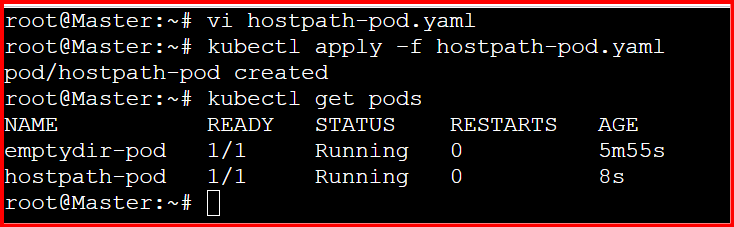 root@Master:~# vi hostpath-pod.yaml
root@Master:~# kubectl apply -f hostpath-pod.yaml
pod/hostpath-pod created
root@Master:~# kubectl get pods
NAME           READY   STATUS    RESTARTS   AGE
emptydir-pod   1/1     Running   0          5m55s
hostpath-pod   1/1     Running   0          8s
root@Master:~#